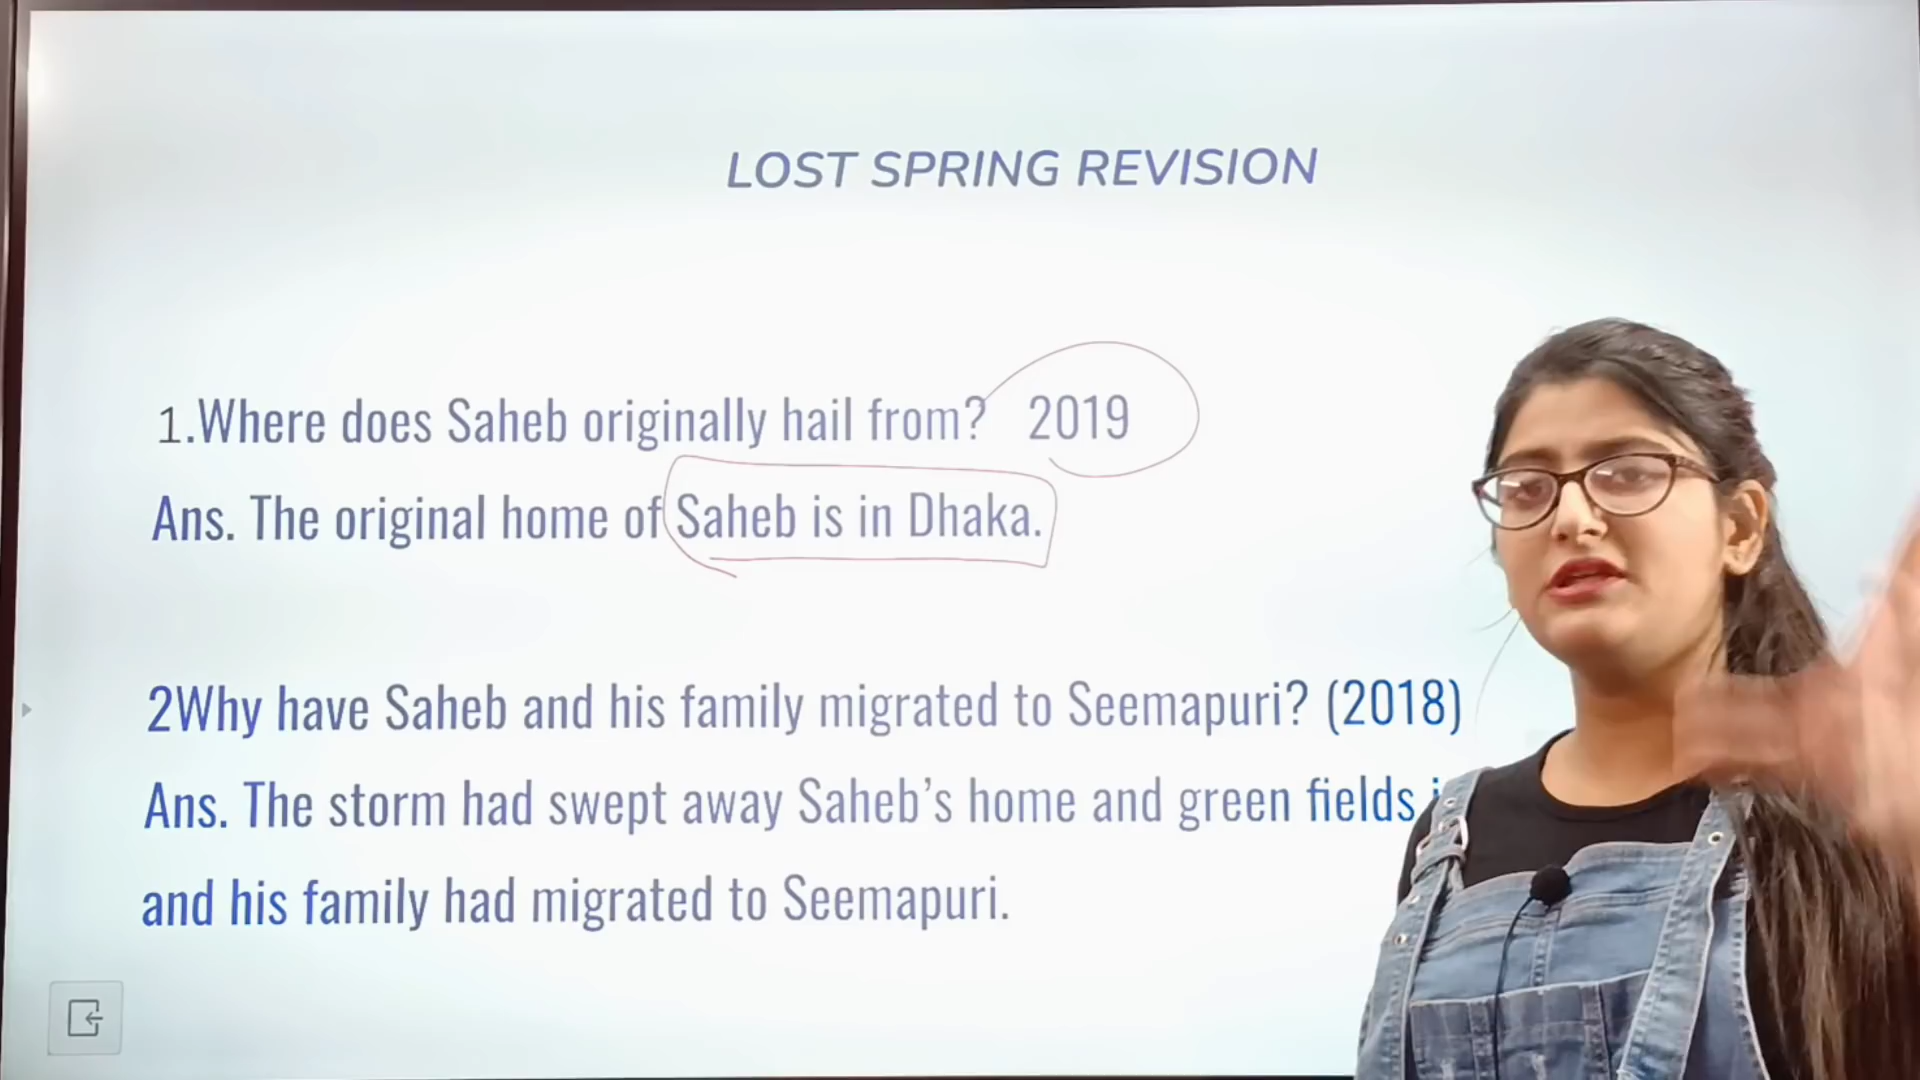 LOST SPRING REVISION
1.Where does Saheb originally hail from? 2019
Ans. The original home of Saheb is in Dhaka.
2Why have Saheb and his family migrated to Seemapuri? (2018)
Ans. The storm had swept away Saheb’s home and green fields
and his family had migrated to Seemapuri.